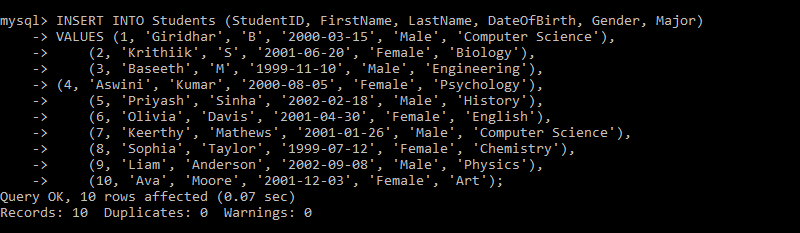 mysql> INSERT INTO Students (StudentID, FirstName, LastName, DateOfBirth, Gender, Major)
    -> VALUES (1, 'Giridhar', 'B', '2000-03-15', 'Male', 'Computer Science'),
    ->        (2, 'Krithiik', 'S', '2001-06-20', 'Female', 'Biology'),
    ->        (3, 'Baseeth', 'M', '1999-11-10', 'Male', 'Engineering'),
    -> (4, 'Aswini', 'Kumar', '2000-08-05', 'Female', 'Psychology'),
    ->        (5, 'Priyash', 'Sinha', '2002-02-18', 'Male', 'History'),
    ->        (6, 'Olivia', 'Davis', '2001-04-30', 'Female', 'English'),
    ->        (7, 'Keerthy', 'Mathews', '2001-01-26', 'Male', 'Computer Science'),
    ->        (8, 'Sophia', 'Taylor', '1999-07-12', 'Female', 'Chemistry'),
    ->        (9, 'Liam', 'Anderson', '2002-09-08', 'Male', 'Physics'),
    ->        (10, 'Ava', 'Moore', '2001-12-03', 'Female', 'Art');
Query OK, 10 rows affected (0.07 sec)
Records: 10  Duplicates: 0  Warnings: 0